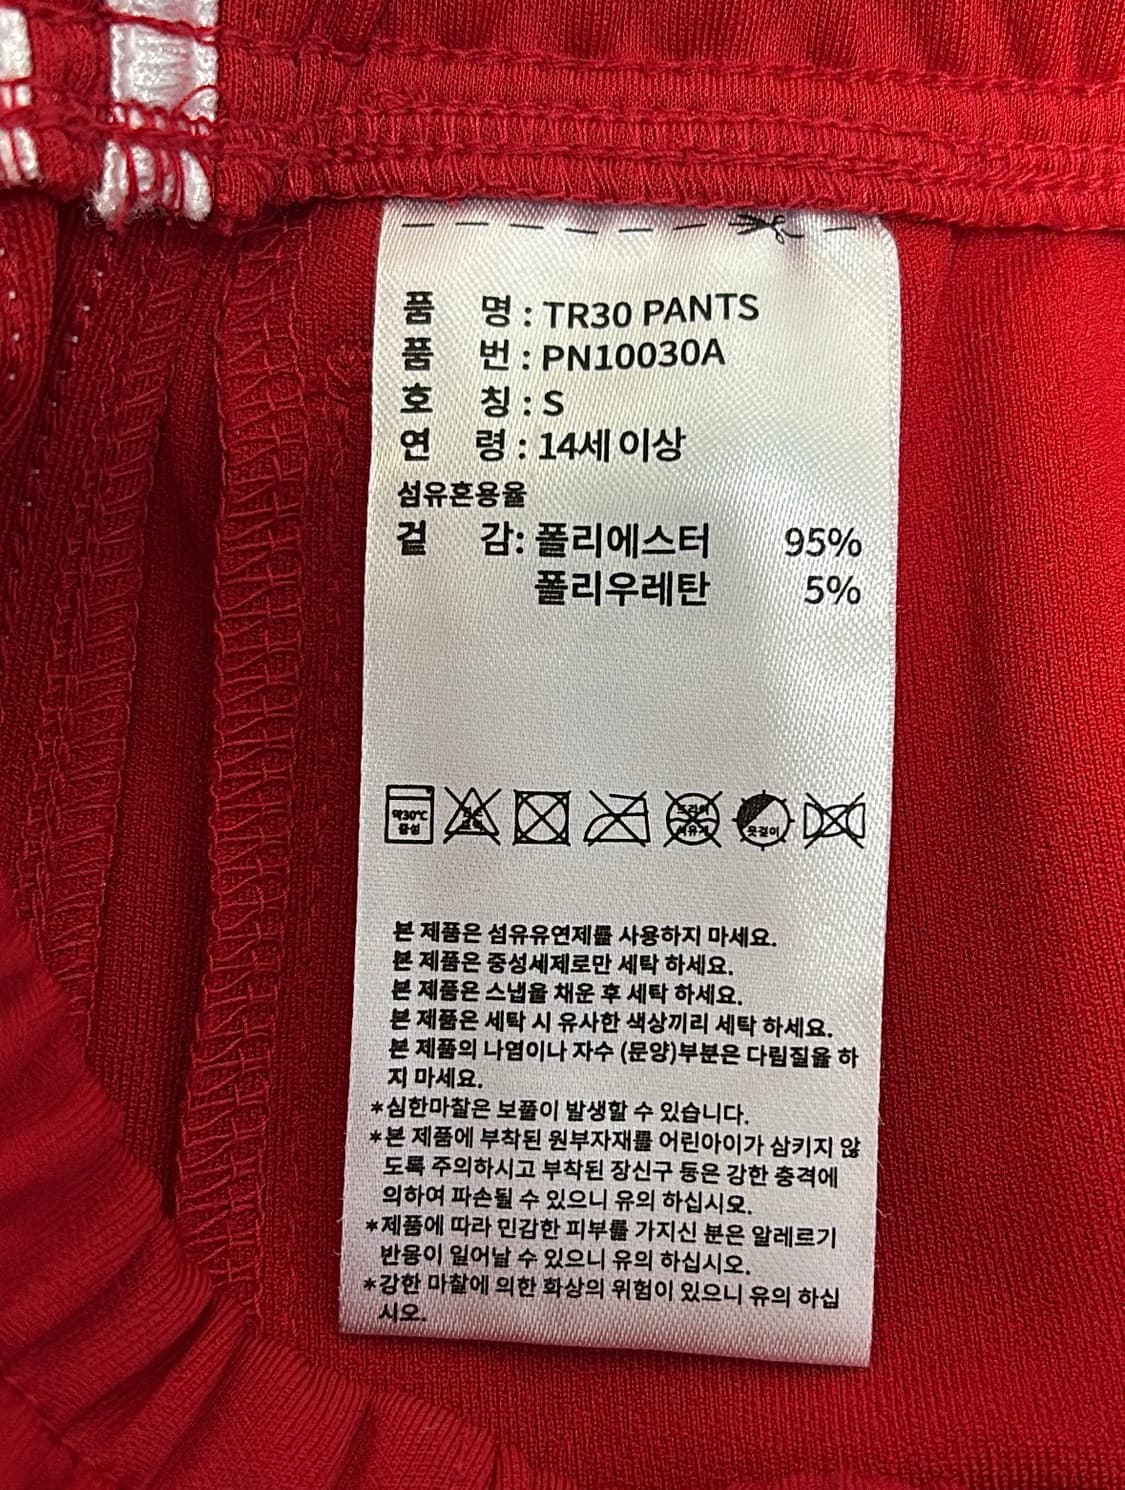 품 명 : TR30 PANTS
품 번 : PN10030A
호 칭 : S
연 령 : 14세 이상
섬유혼용율
겉 감: 폴리에스터 95%
폴리우레탄 5%
약30℃ 중성 드라이 석유계 옷걸이
본 제품은 섬유유연제를 사용하지 마세요.
본 제품은 중성세제로만 세탁 하세요.
본 제품은 스냅을 채운 후 세탁 하세요.
본 제품은 세탁 시 유사한 색상끼리 세탁 하세요.
본 제품의 나염이나 자수 (문양)부분은 다림질을 하
지 마세요.
*심한마찰은 보풀이 발생할 수 있습니다.
*본 제품에 부착된 원부자재를 어린아이가 삼키지 않
도록 주의하시고 부착된 장신구 등은 강한 충격에
의하여 파손될 수 있으니 유의 하십시오.
*제품에 따라 민감한 피부를 가지신 분은 알레르기
반응이 일어날 수 있으니 유의 하십시오.
*강한 마찰에 의한 화상의 위험이 있으니 유의 하십
시오.